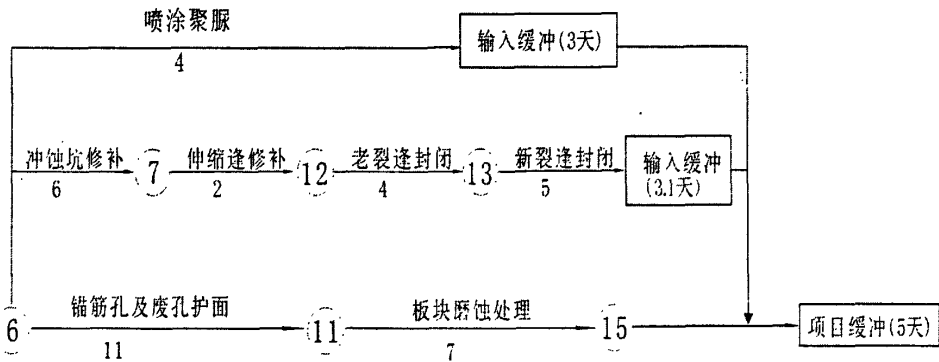 喷涂聚脲
输入缓冲(3天)
4
冲蚀坑修补
7
伸缩逢修补
12
老裂逢封闭
13
新裂逢封闭
输入缓冲
(3.1天)
6
2
4
5
6
锚筋孔及废孔护面
11
板块磨蚀处理
15
项目缓冲(5天)
11
7